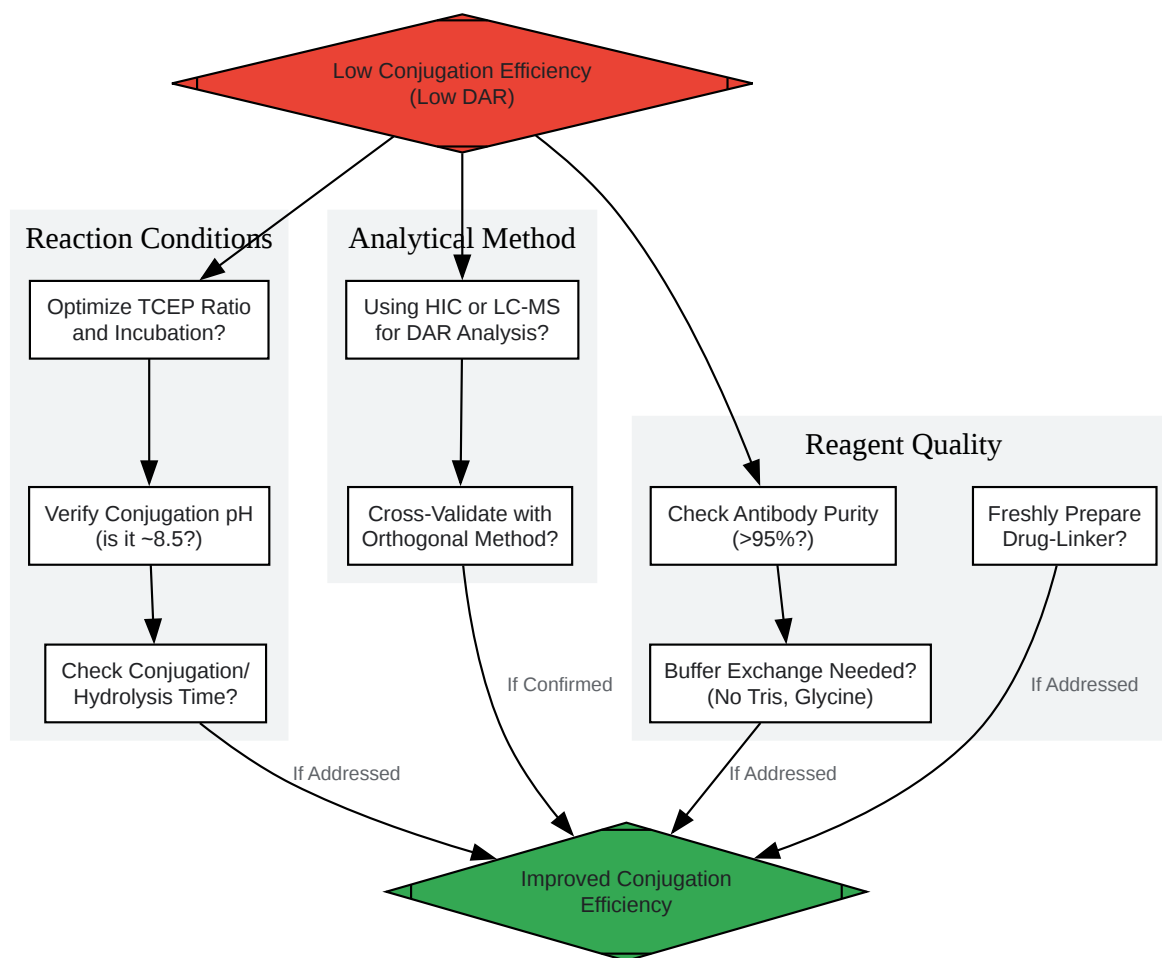 Low Conjugation Efficiency
(Low DAR)
Reaction Conditions
Optimize TCEP Ratio
and Incubation?
Verify Conjugation pH
(is it ~8.5?)
Check Conjugation/
Hydrolysis Time?
If Addressed
Analytical Method
Using HIC or LC-MS
for DAR Analysis?
Cross-Validate with
Orthogonal Method?
If Confirmed
Reagent Quality
Check Antibody Purity
(>95%?)
Buffer Exchange Needed?
(No Tris, Glycine)
If Addressed
Freshly Prepare
Drug-Linker?
If Addressed
Improved Conjugation
Efficiency